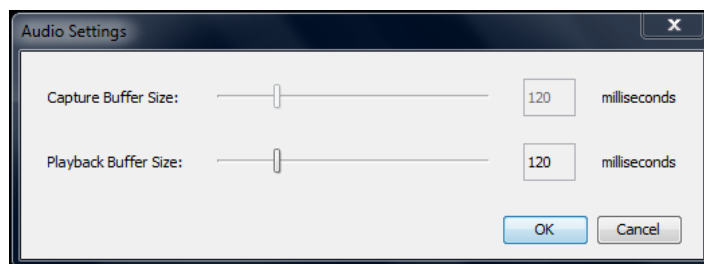 Audio Settings
Capture Buffer Size: 120 milliseconds
Playback Buffer Size: 120 milliseconds
OK Cancel